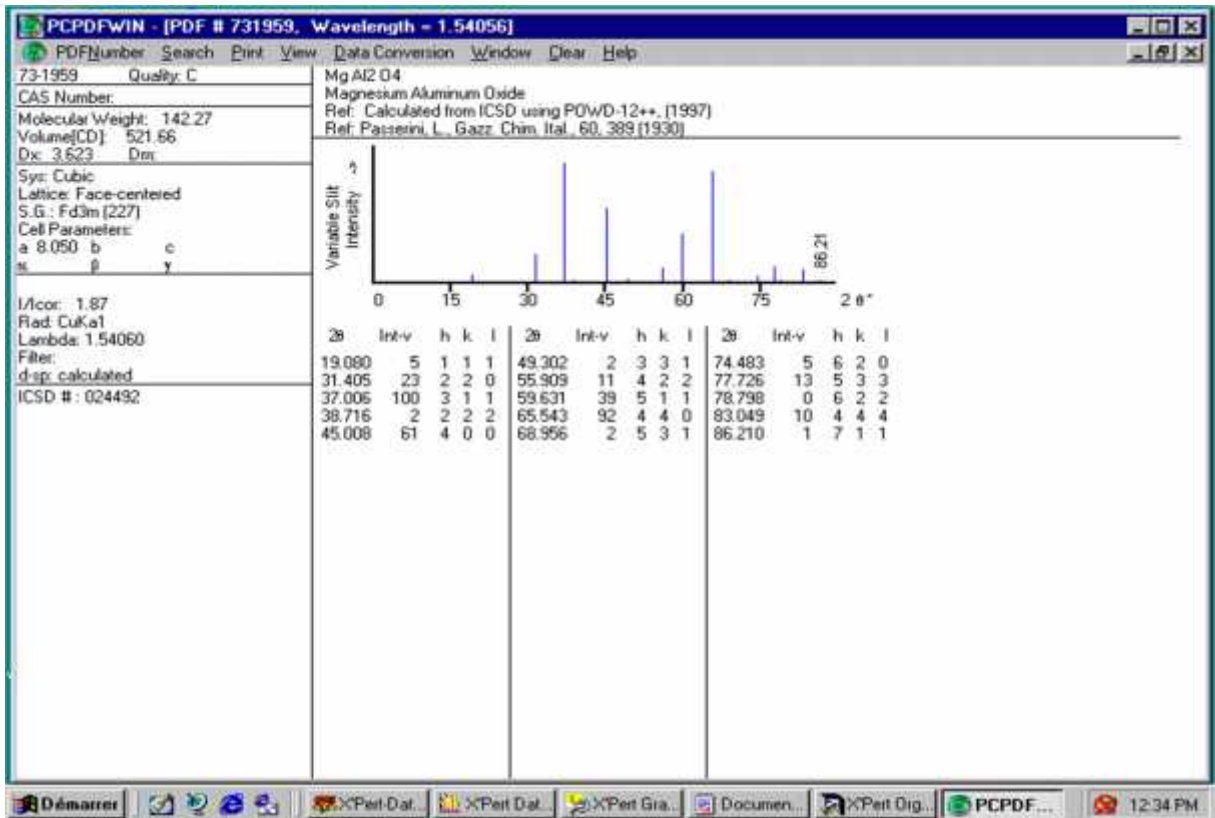 PCPDFWIN - [PDF # 731959, Wavelength = 1.54056]
PDFNumber Search Print View Data Conversion Window Clear Help
73-1959 Quality: C
CAS Number:
Molecular Weight: 142.27
Volume[CD]: 521.66
Dx: 3.623 Dm:
Sys: Cubic
Lattice: Face-centered
S.G.: Fd3m (227)
Cell Parameters:
a 8.050 b c
α β γ
I/Icor: 1.87
Rad: CuKa1
Lambda: 1.54060
Filter:
d-sp: calculated
ICSD # : 024492
Mg Al2 O4
Magnesium Aluminum Oxide
Ref: Calculated from ICSD using POWD-12++, (1997)
Ref: Passerini, L., Gazz. Chim. Ital., 60, 389 (1930)
Variable Slit
Intensity
86.21
0 15 30 45 60 75 2 θ°
2θ Int-v h k l 2θ Int-v h k l 2θ Int-v h k l
19.080 5 1 1 1 49.302 2 3 3 1 74.483 5 6 2 0
31.405 23 2 2 0 55.909 11 4 2 2 77.726 13 5 3 3
37.006 100 3 1 1 59.631 39 5 1 1 78.798 0 6 2 2
38.716 2 2 2 2 65.543 92 4 4 0 83.049 10 4 4 4
45.008 61 4 0 0 68.956 2 5 3 1 86.210 1 7 1 1
Démarrer X'Pert-Dat... X'Pert Dat... X'Pert Gra... Documen... X'Pert Org... PCPDF... 12:34 PM